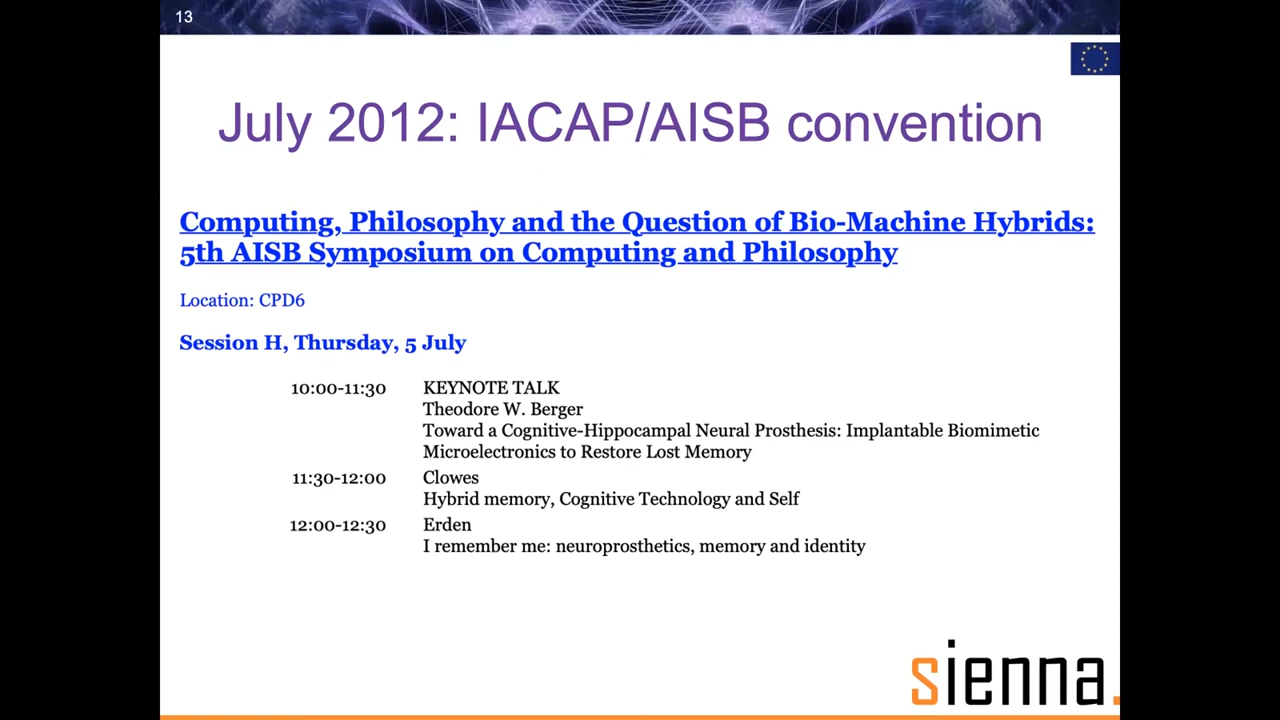 13
July 2012: IACAP/AISB convention
Computing, Philosophy and the Question of Bio-Machine Hybrids:
5th AISB Symposium on Computing and Philosophy
Location: CPD6
Session H, Thursday, 5 July
10:00-11:30 KEYNOTE TALK
Theodore W. Berger
Toward a Cognitive-Hippocampal Neural Prosthesis: Implantable Biomimetic
Microelectronics to Restore Lost Memory
11:30-12:00 Clowes
Hybrid memory, Cognitive Technology and Self
12:00-12:30 Erden
I remember me: neuroprosthetics, memory and identity
sienna.